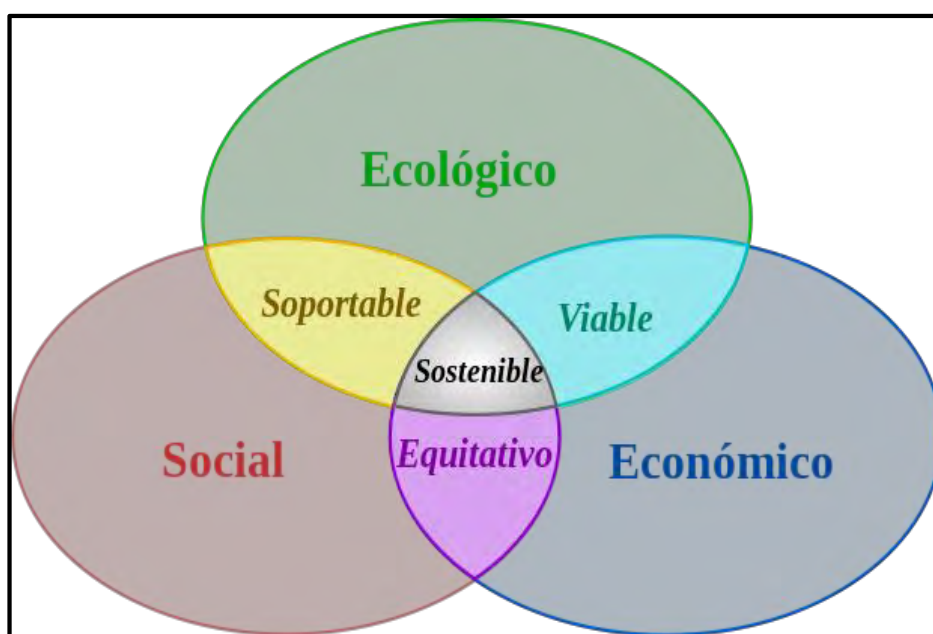 Ecológico
Soportable
Viable
Sostenible
Social
Equitativo
Económico